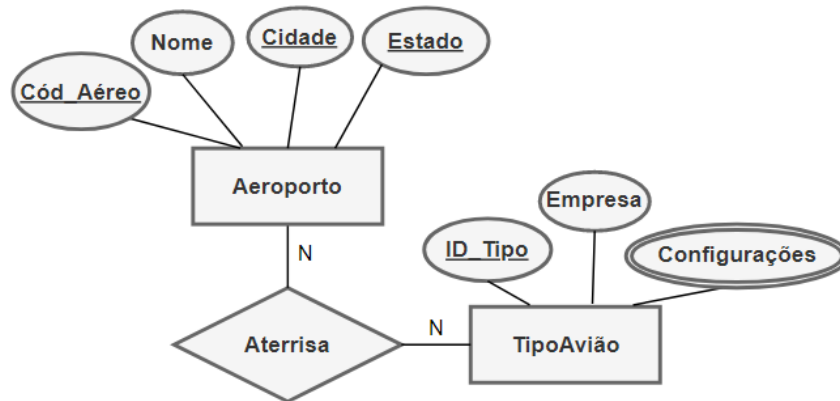 Cód_Aéreo
Nome
Cidade
Estado
Aeroporto
N
Aterrisa
N
ID_Tipo
Empresa
Configurações
TipoAvião